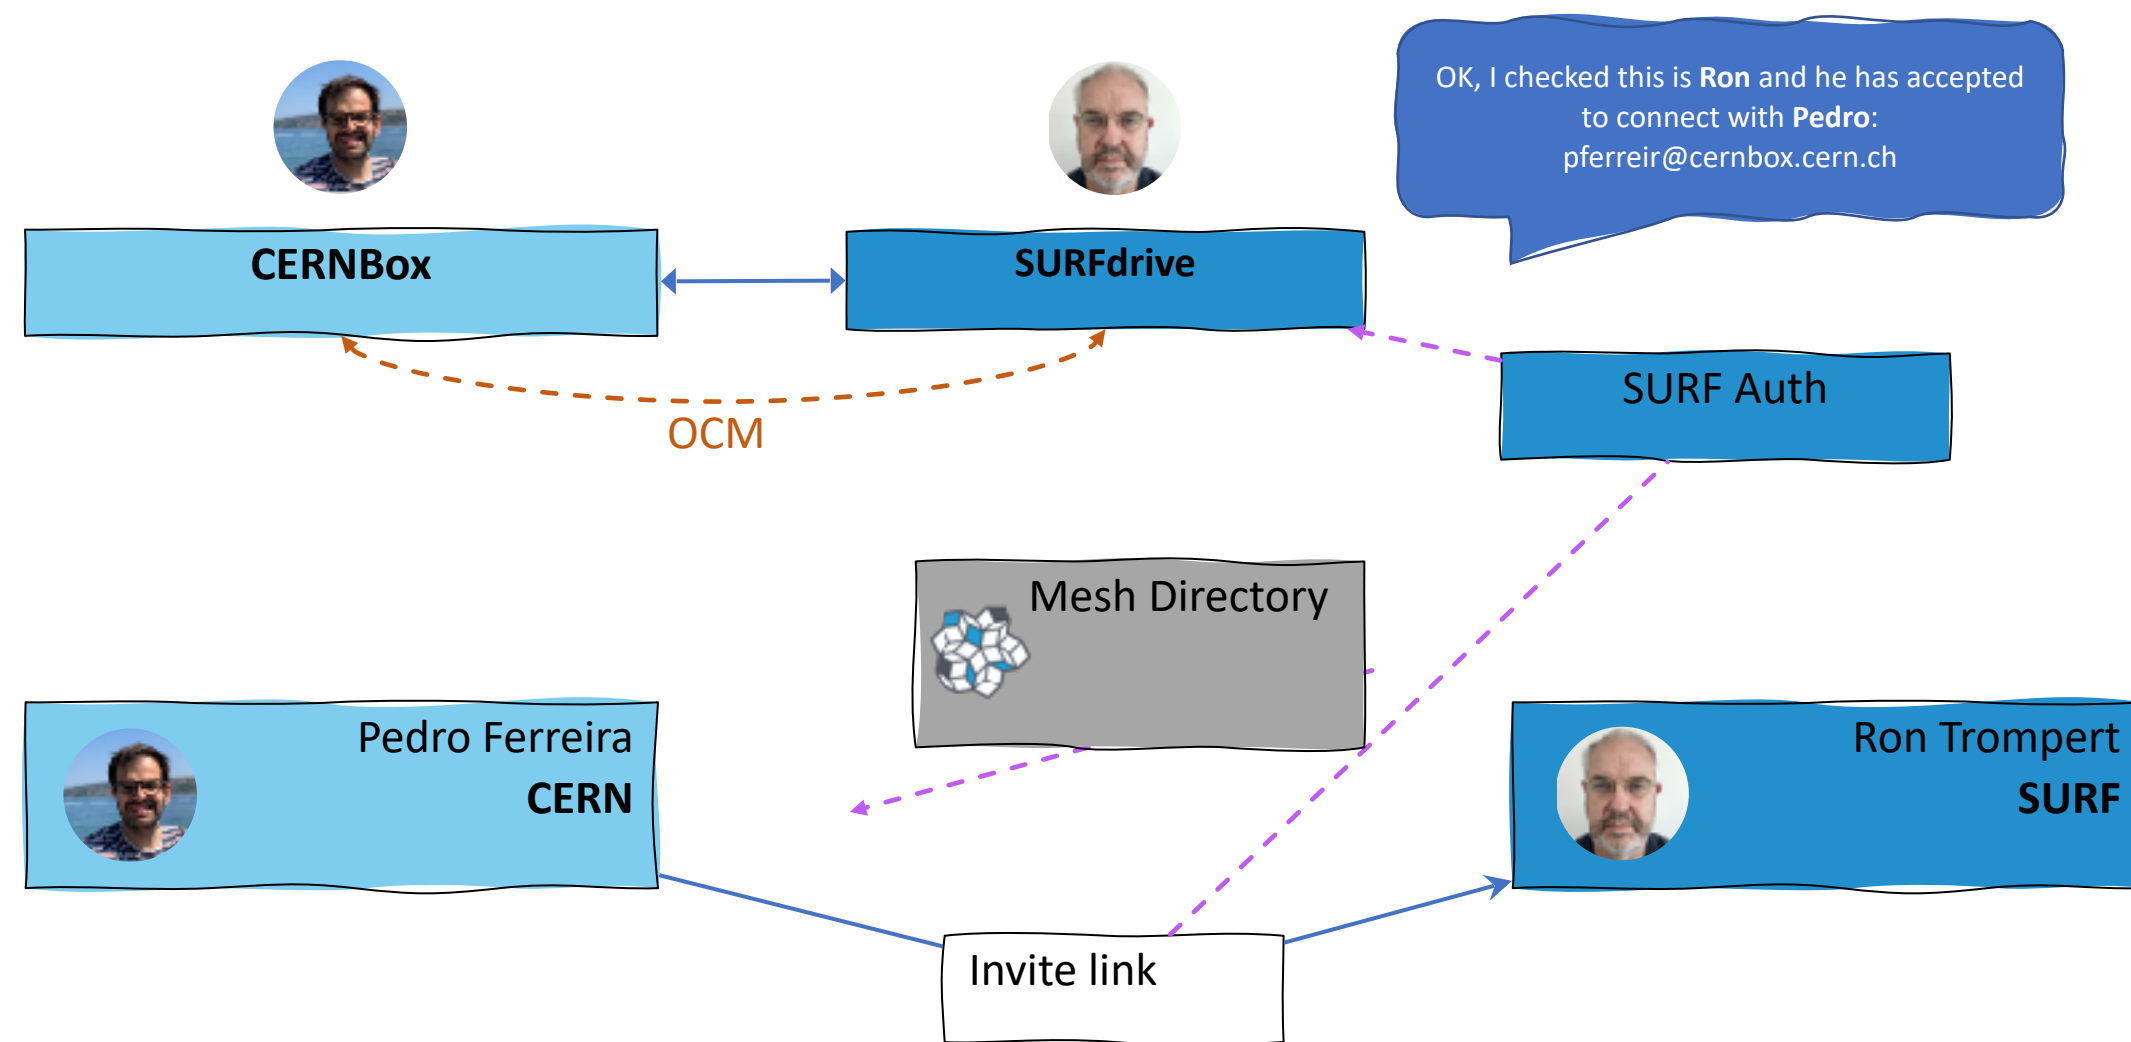 OK, I checked this is Ron and he has accepted
to connect with Pedro:
pferreir@cernbox.cern.ch
CERNBox
SURFdrive
SURF Auth
OCM
Mesh Directory
Pedro Ferreira
CERN
Ron Trompert
SURF
Invite link